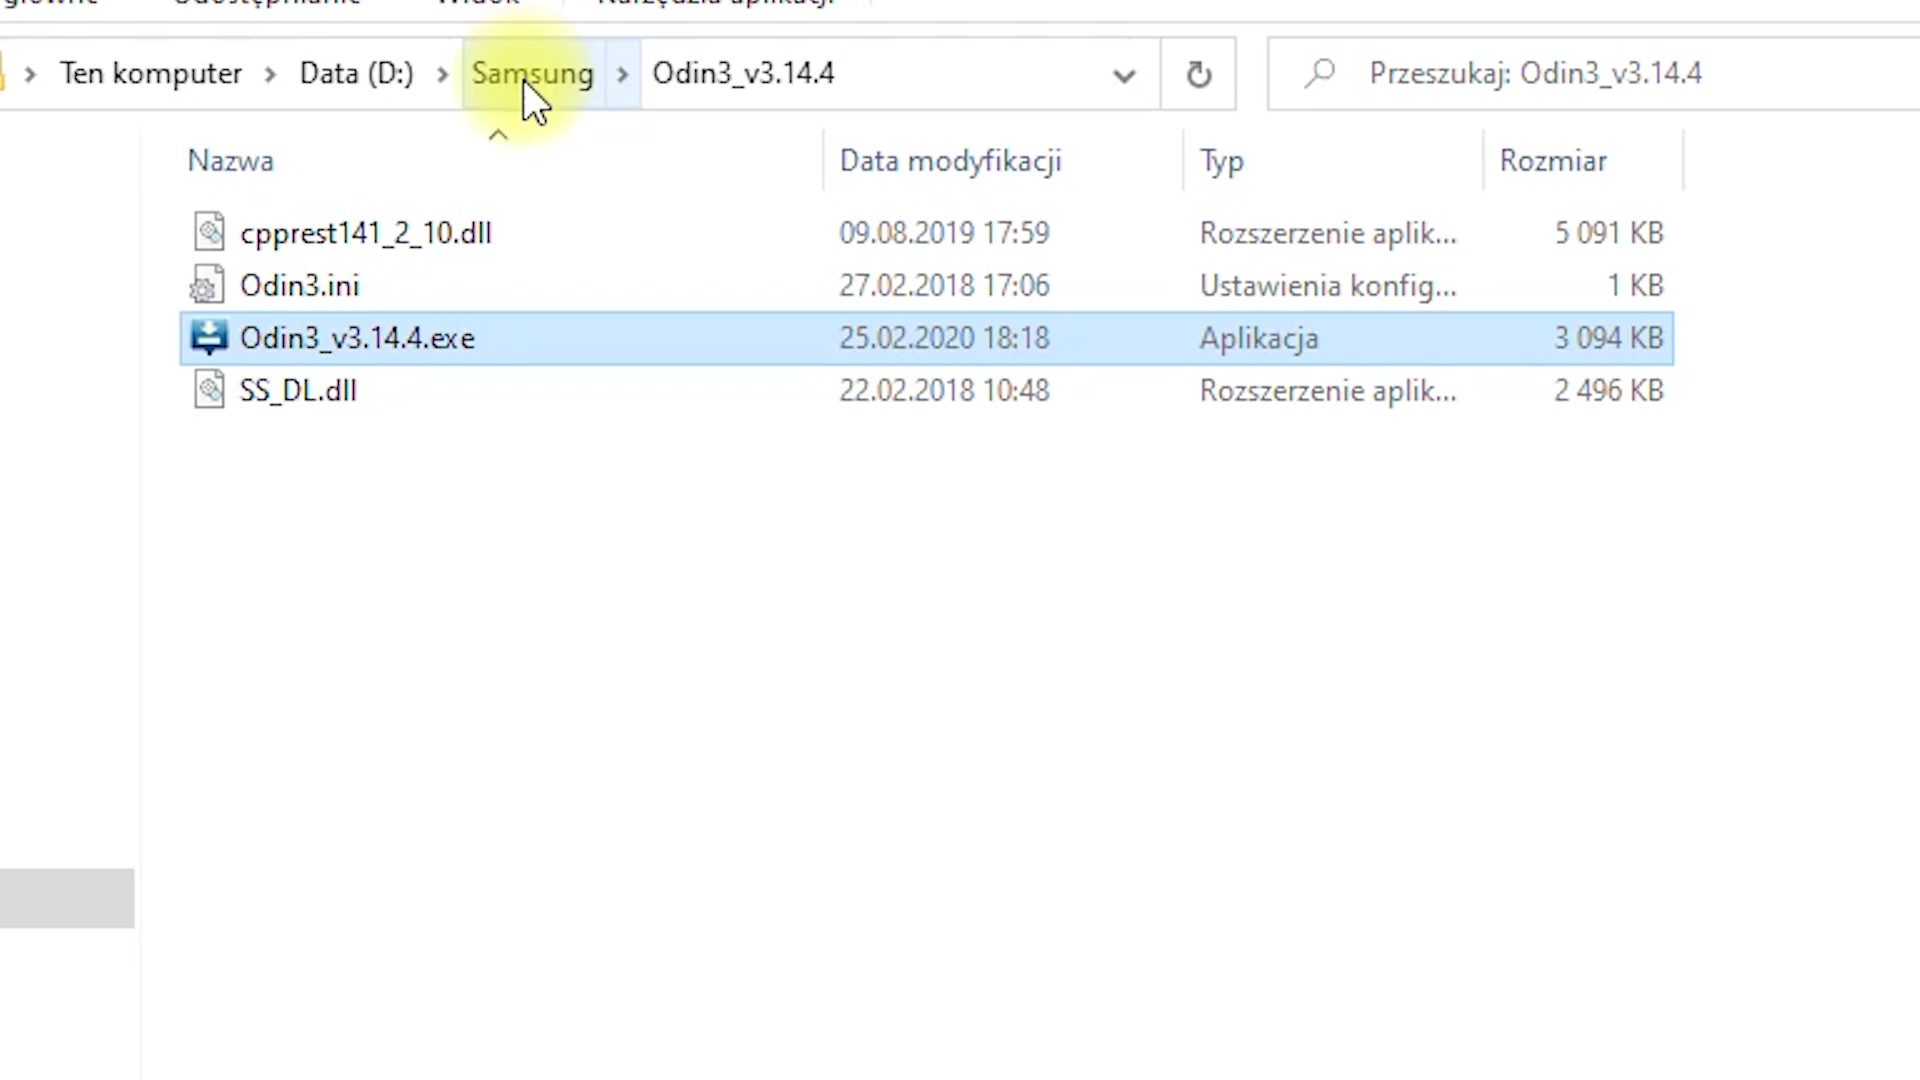 Ten komputer > Data (D:) > Samsung > Odin3_v3.14.4
Przeszukaj: Odin3_v3.14.4
Nazwa Data modyfikacji Typ Rozmiar
cpprest141_2_10.dll 09.08.2019 17:59 Rozszerzenie aplik... 5 091 KB
Odin3.ini 27.02.2018 17:06 Ustawienia konfig... 1 KB
Odin3_v3.14.4.exe 25.02.2020 18:18 Aplikacja 3 094 KB
SS_DL.dll 22.02.2018 10:48 Rozszerzenie aplik... 2 496 KB